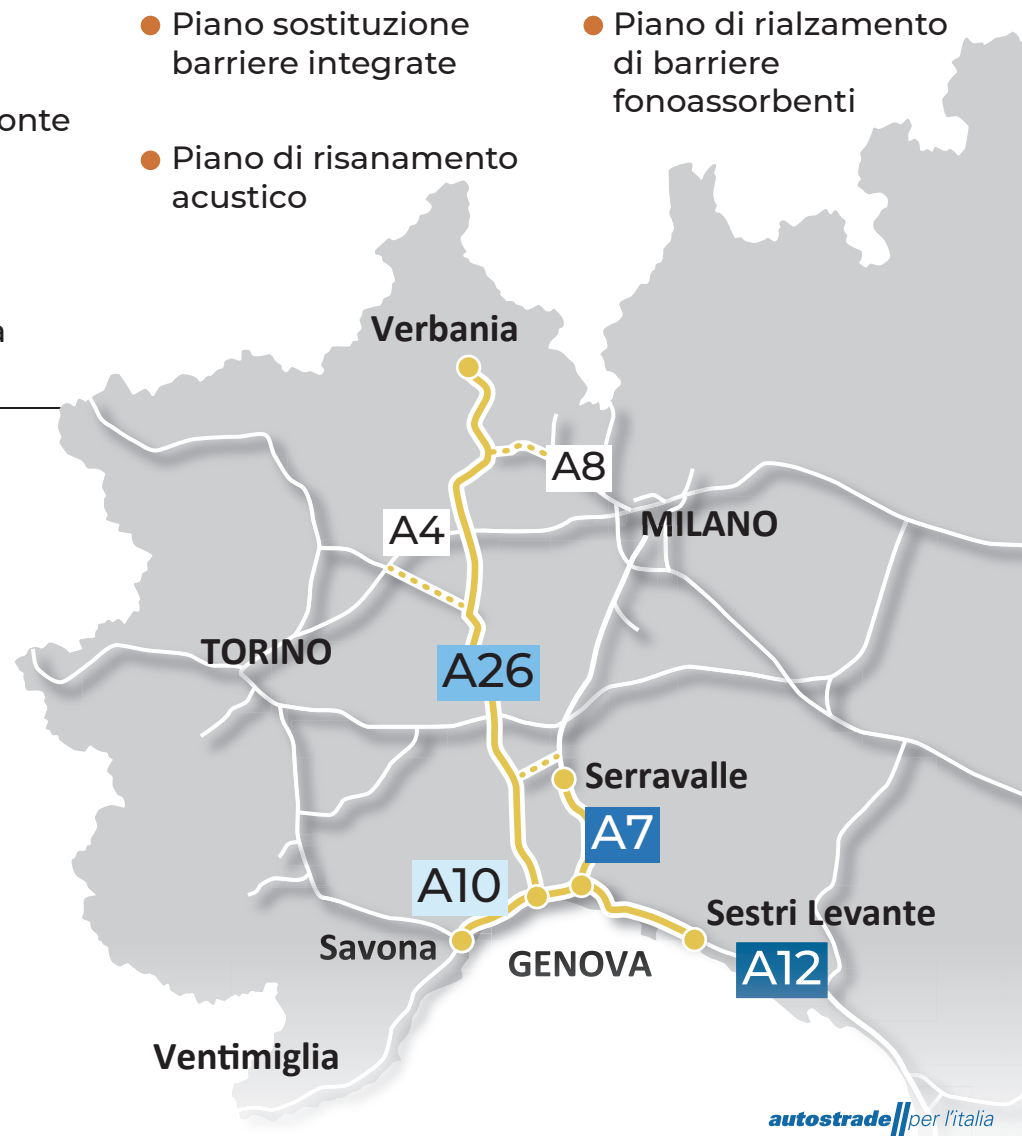 Piano sostituzione
barriere integrate
Piano di rialzamento
di barriere
fonoassorbenti
Piano di risanamento
acustico
Verbania
A8
A4
MILANO
TORINO
A26
Serravalle
A7
A10
Sestri Levante
Savona
GENOVA
A12
Ventimiglia
autostrade//per l'italia